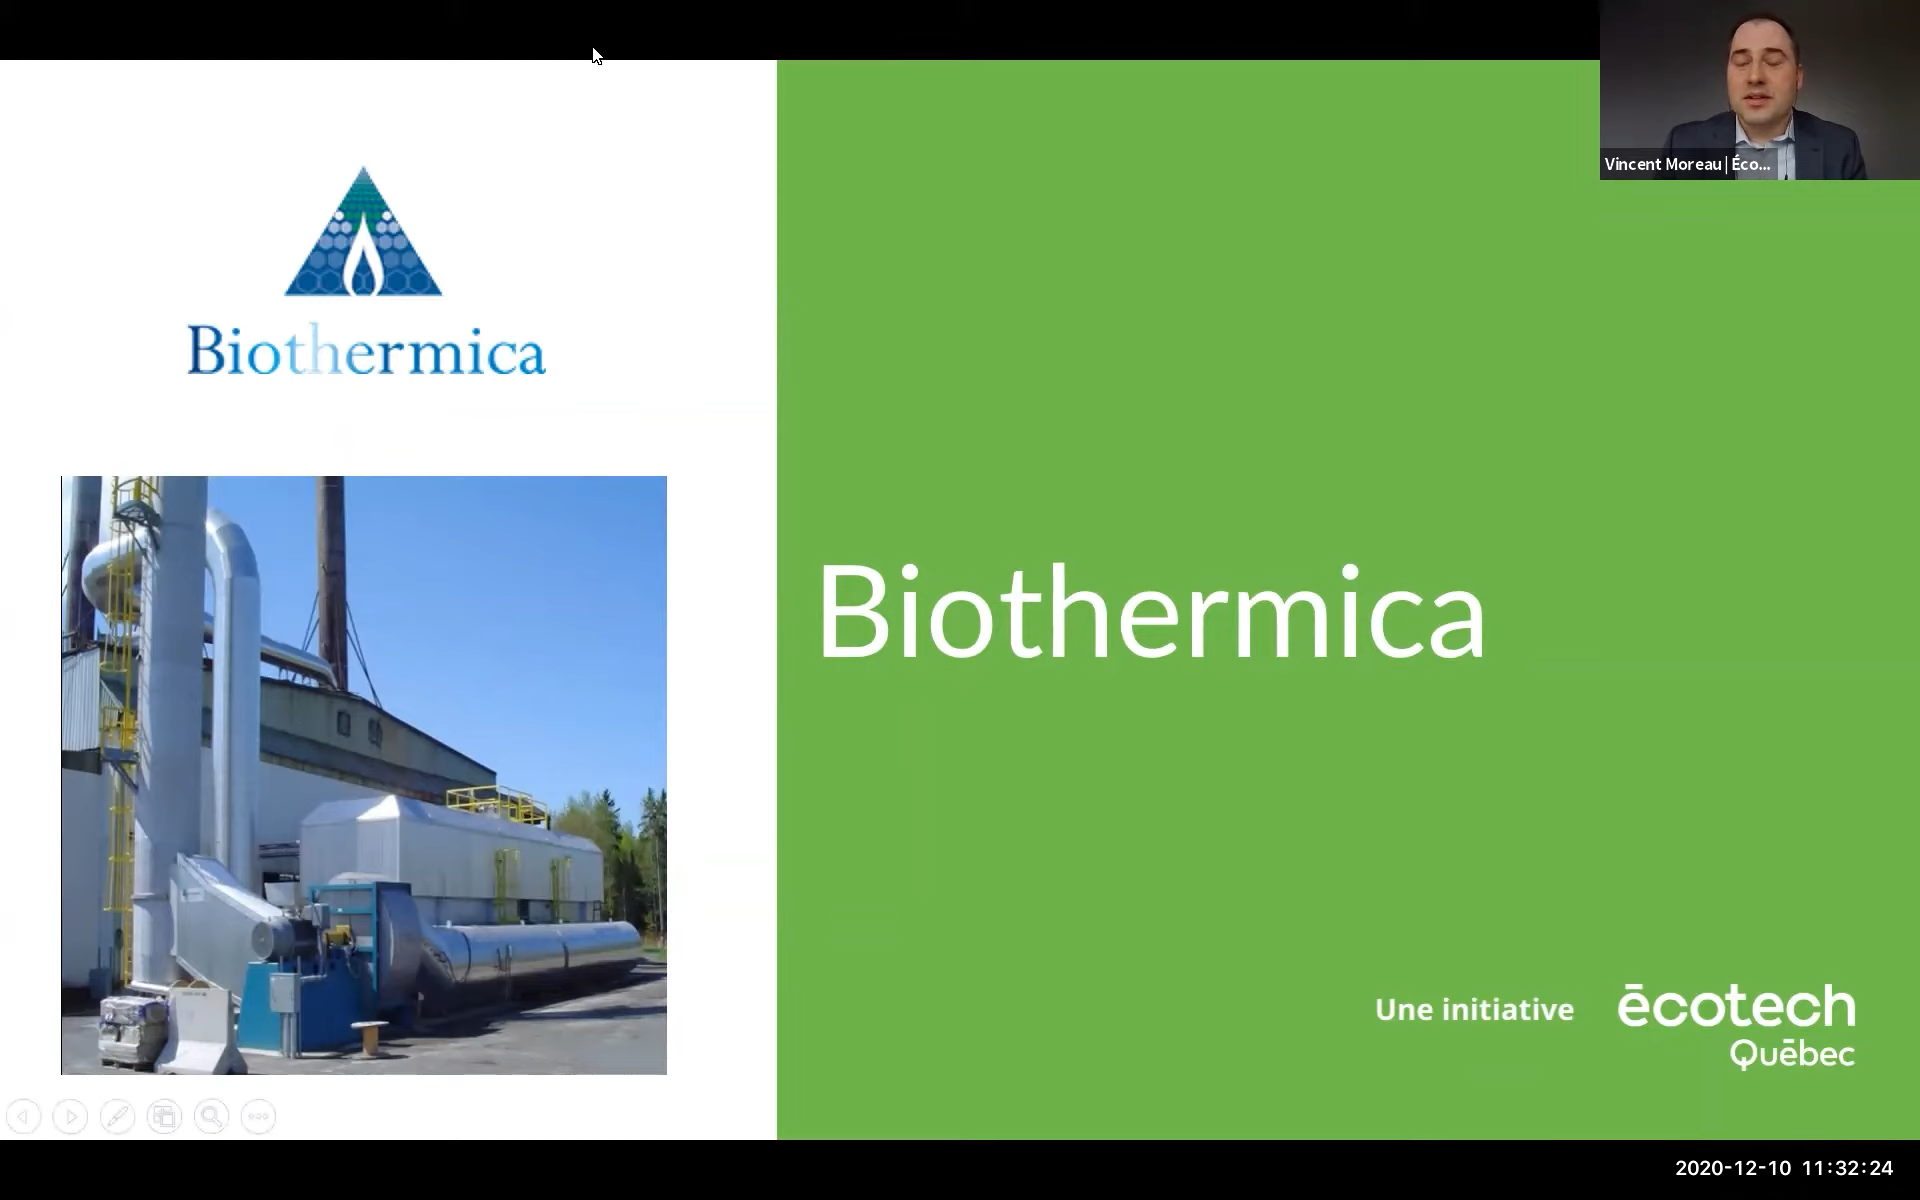 Vincent Moreau | Éco...
Biothermica
Biothermica
Une initiative
ēcotech
Quēbec
2020-12-10 11:32:24